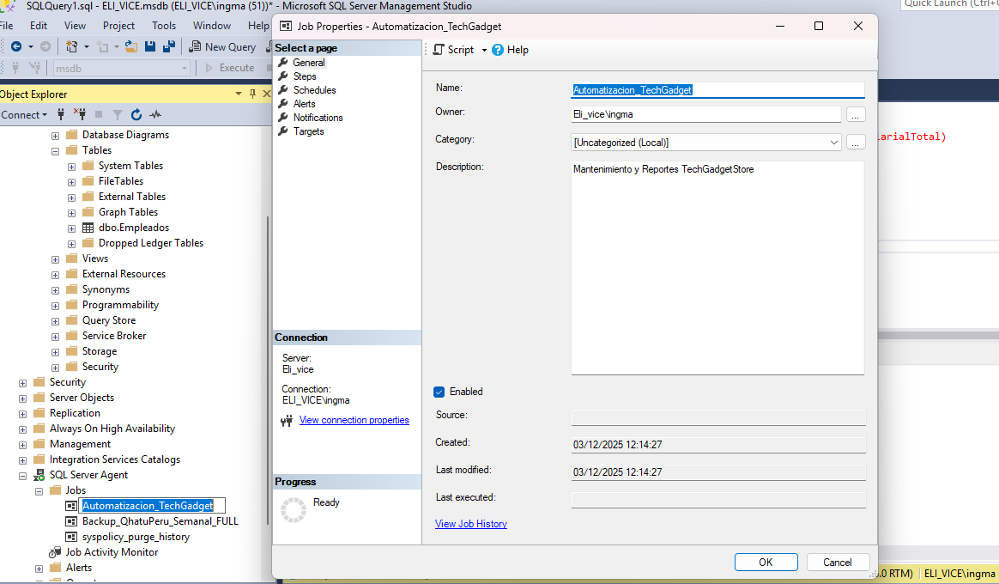 SQLQuery1.sql - ELI_VICE.msdb (ELI_VICE\ingma (51))* - Microsoft SQL Server Management Studio
Quick Launch (Ctrl+
File Edit View Project Tools Window Help
New Query
msdb
Execute
Object Explorer
Connect
Database Diagrams
Tables
System Tables
FileTables
External Tables
Graph Tables
dbo.Empleados
Dropped Ledger Tables
Views
External Resources
Synonyms
Programmability
Query Store
Service Broker
Storage
Security
Security
Server Objects
Replication
Always On High Availability
Management
Integration Services Catalogs
SQL Server Agent
Jobs
Automatizacion_TechGadget
Backup_QhatuPeru_Semanal_FULL
syspolicy_purge_history
Job Activity Monitor
Alerts
Job Properties - Automatizacion_TechGadget
Select a page
General
Steps
Schedules
Alerts
Notifications
Targets
Connection
Server:
Eli_vice
Connection:
ELI_VICE\ingma
View connection properties
Progress
Ready
Script
Help
Name:
Automatizacion_TechGadget
Owner:
Eli_vice\ingma
...
Category:
[Uncategorized (Local)]
...
Description:
Mantenimiento y Reportes TechGadgetStore
Enabled
Source:
Created:
03/12/2025 12:14:27
Last modified:
03/12/2025 12:14:27
Last executed:
View Job History
OK
Cancel
larialTotal)
.0 RTM)
ELI_VICE\ingma